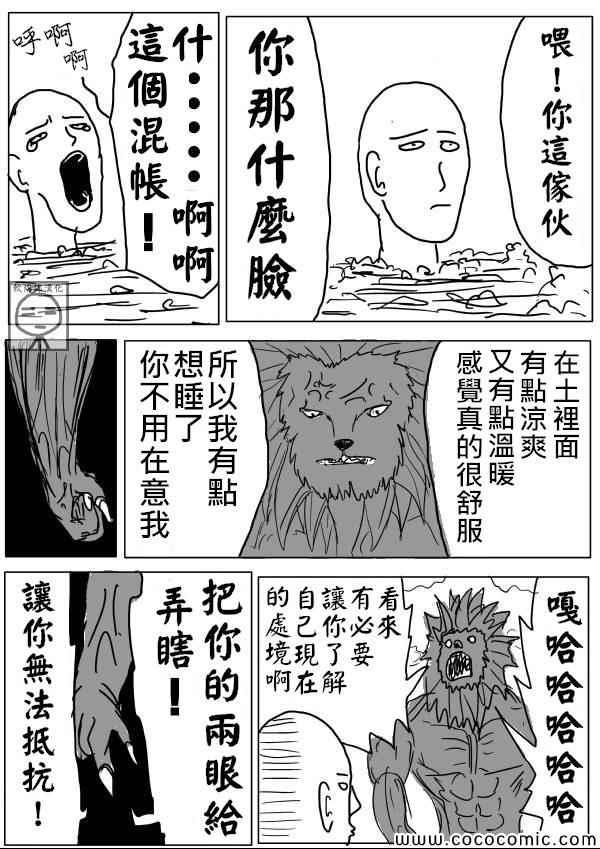 喂！你這傢伙
你那什麼臉
什‧‧‧‧‧‧啊啊
這個混帳！
呼啊
啊
在土裡面
有點涼爽
又有點溫暖
感覺真的很舒服
所以我有點
想睡了
你不用在意我
嘎哈哈哈哈哈
看來
有必要
讓你了解
自己現在
的處境啊
把你的兩眼給
弄瞎！
讓你無法抵抗！
www.cococomic.com